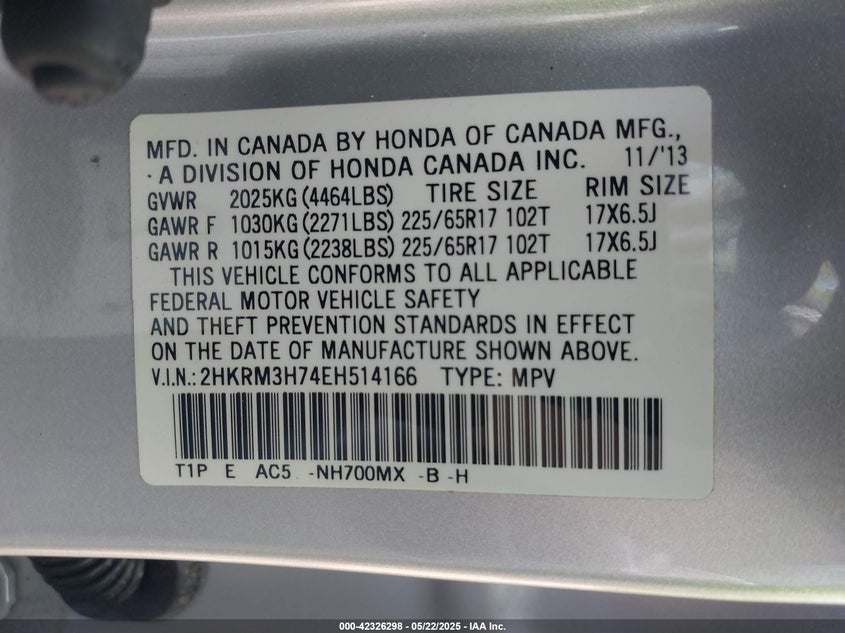 MFD. IN CANADA BY HONDA OF CANADA MFG.,
· A DIVISION OF HONDA CANADA INC. 11/'13
GVWR 2025KG (4464LBS) TIRE SIZE RIM SIZE
GAWR F 1030KG (2271LBS) 225/65R17 102T 17X6.5J
GAWR R 1015KG (2238LBS) 225/65R17 102T 17X6.5J
THIS VEHICLE CONFORMS TO ALL APPLICABLE
FEDERAL MOTOR VEHICLE SAFETY
AND THEFT PREVENTION STANDARDS IN EFFECT
ON THE DATE OF MANUFACTURE SHOWN ABOVE.
V.I.N.: 2HKRM3H74EH514166 TYPE: MPV
T1P E AC5 -NH700MX -B -H
000-42326298 - 05/22/2025 - IAA Inc.